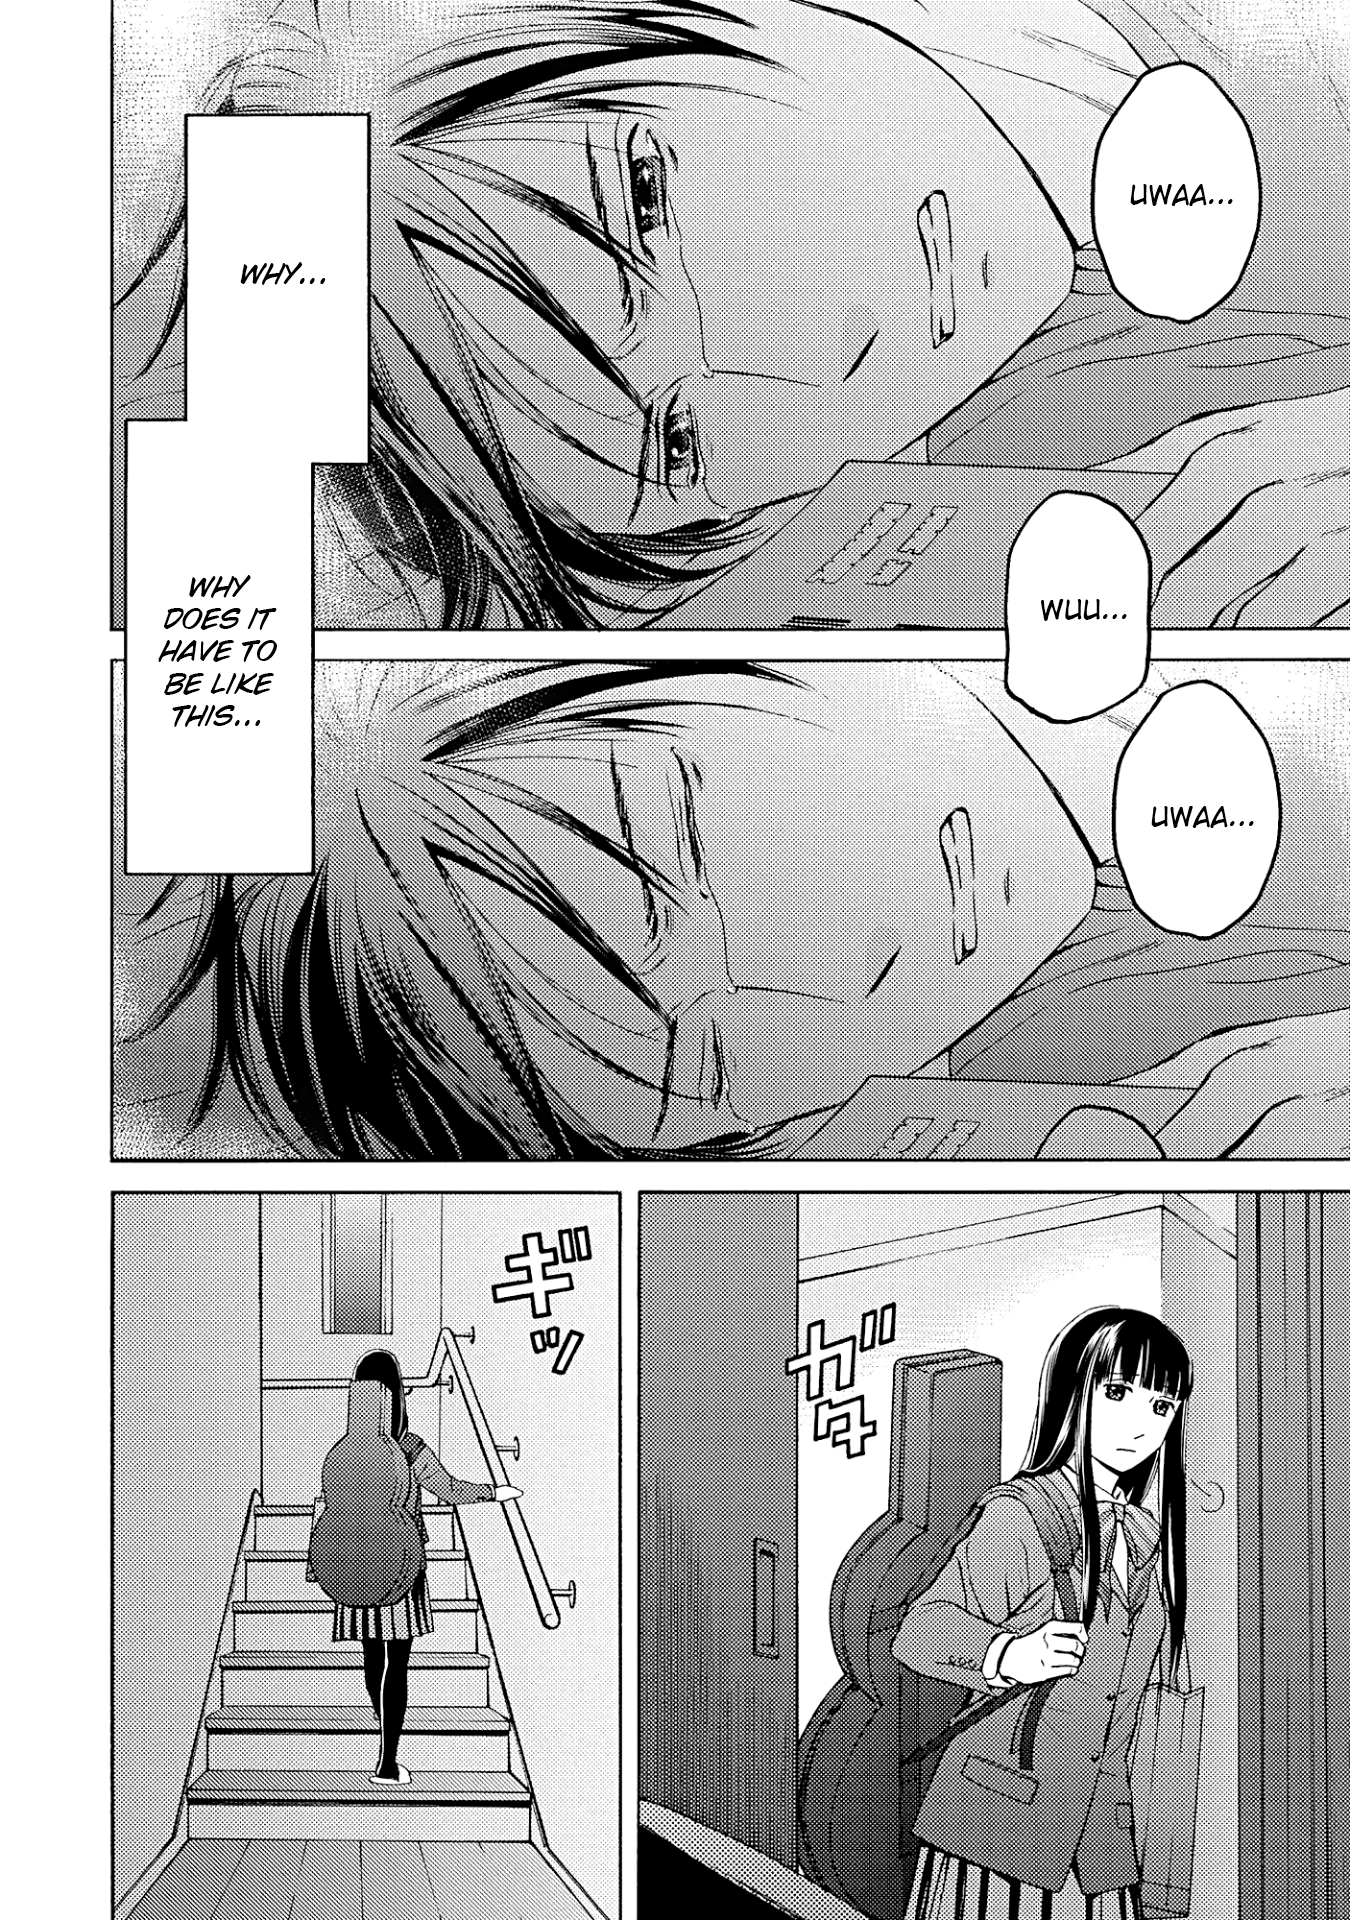 UWAA...
WHY...
WUU...
WHY
DOES IT
HAVE TO
BE LIKE
THIS...
UWAA...
ガタ
ギッ